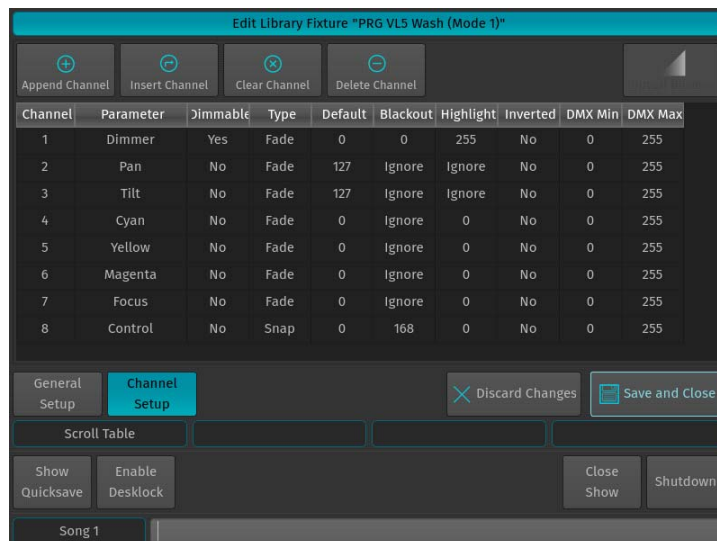 Edit Library Fixture "PRG VL5 Wash (Mode 1)"
Append Channel Insert Channel Clear Channel Delete Channel
Channel Parameter Dimmable Type Default Blackout Highlight Inverted DMX Min DMX Max
1 Dimmer Yes Fade 0 0 255 No 0 255
2 Pan No Fade 127 Ignore Ignore No 0 255
3 Tilt No Fade 127 Ignore Ignore No 0 255
4 Cyan No Fade 0 Ignore 0 No 0 255
5 Yellow No Fade 0 Ignore 0 No 0 255
6 Magenta No Fade 0 Ignore 0 No 0 255
7 Focus No Fade 0 Ignore 0 No 0 255
8 Control No Snap 0 168 0 No 0 255
General Setup
Channel Setup
Discard Changes
Save and Close
Scroll Table
Show Quicksave
Enable Desklock
Close Show
Shutdown
Song 1